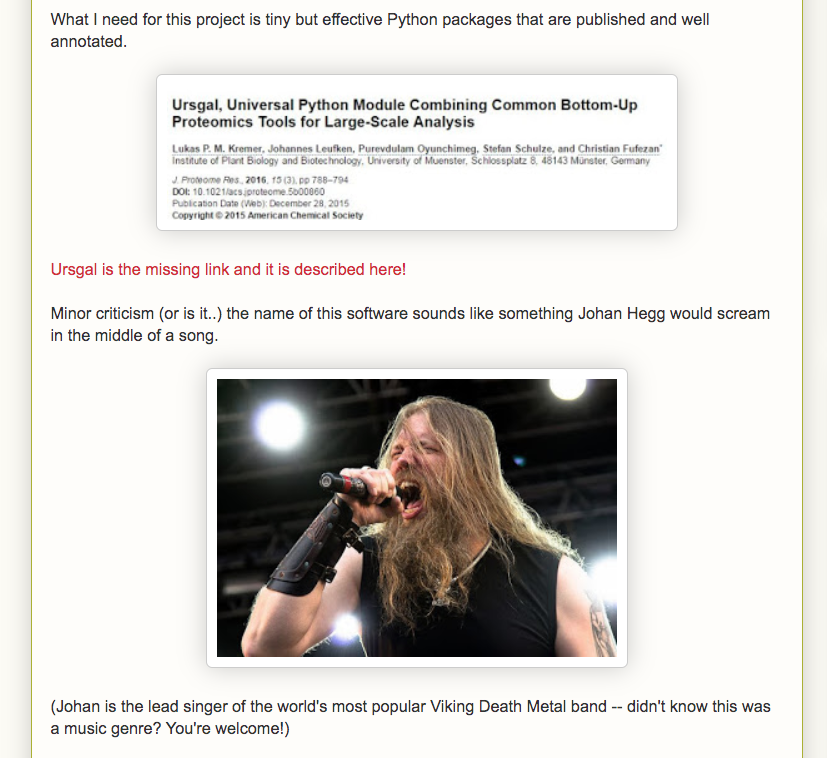 What I need for this project is tiny but effective Python packages that are published and well
annotated.
Ursgal, Universal Python Module Combining Common Bottom-Up
Proteomics Tools for Large-Scale Analysis
Lukas P. M. Kremer, Johannes Leufken, Purevdulam Oyunchimeg, Stefan Schulze, and Christian Fufezan*
Institute of Plant Biology and Biotechnology, University of Muenster, Schlossplatz 8, 48143 Münster, Germany
J. Proteome Res., 2016, 15 (3), pp 788–794
DOI: 10.1021/acs.jproteome.5b00860
Publication Date (Web): December 28, 2015
Copyright © 2015 American Chemical Society
Ursgal is the missing link and it is described here!
Minor criticism (or is it..) the name of this software sounds like something Johan Hegg would scream
in the middle of a song.
(Johan is the lead singer of the world's most popular Viking Death Metal band -- didn't know this was
a music genre? You're welcome!)